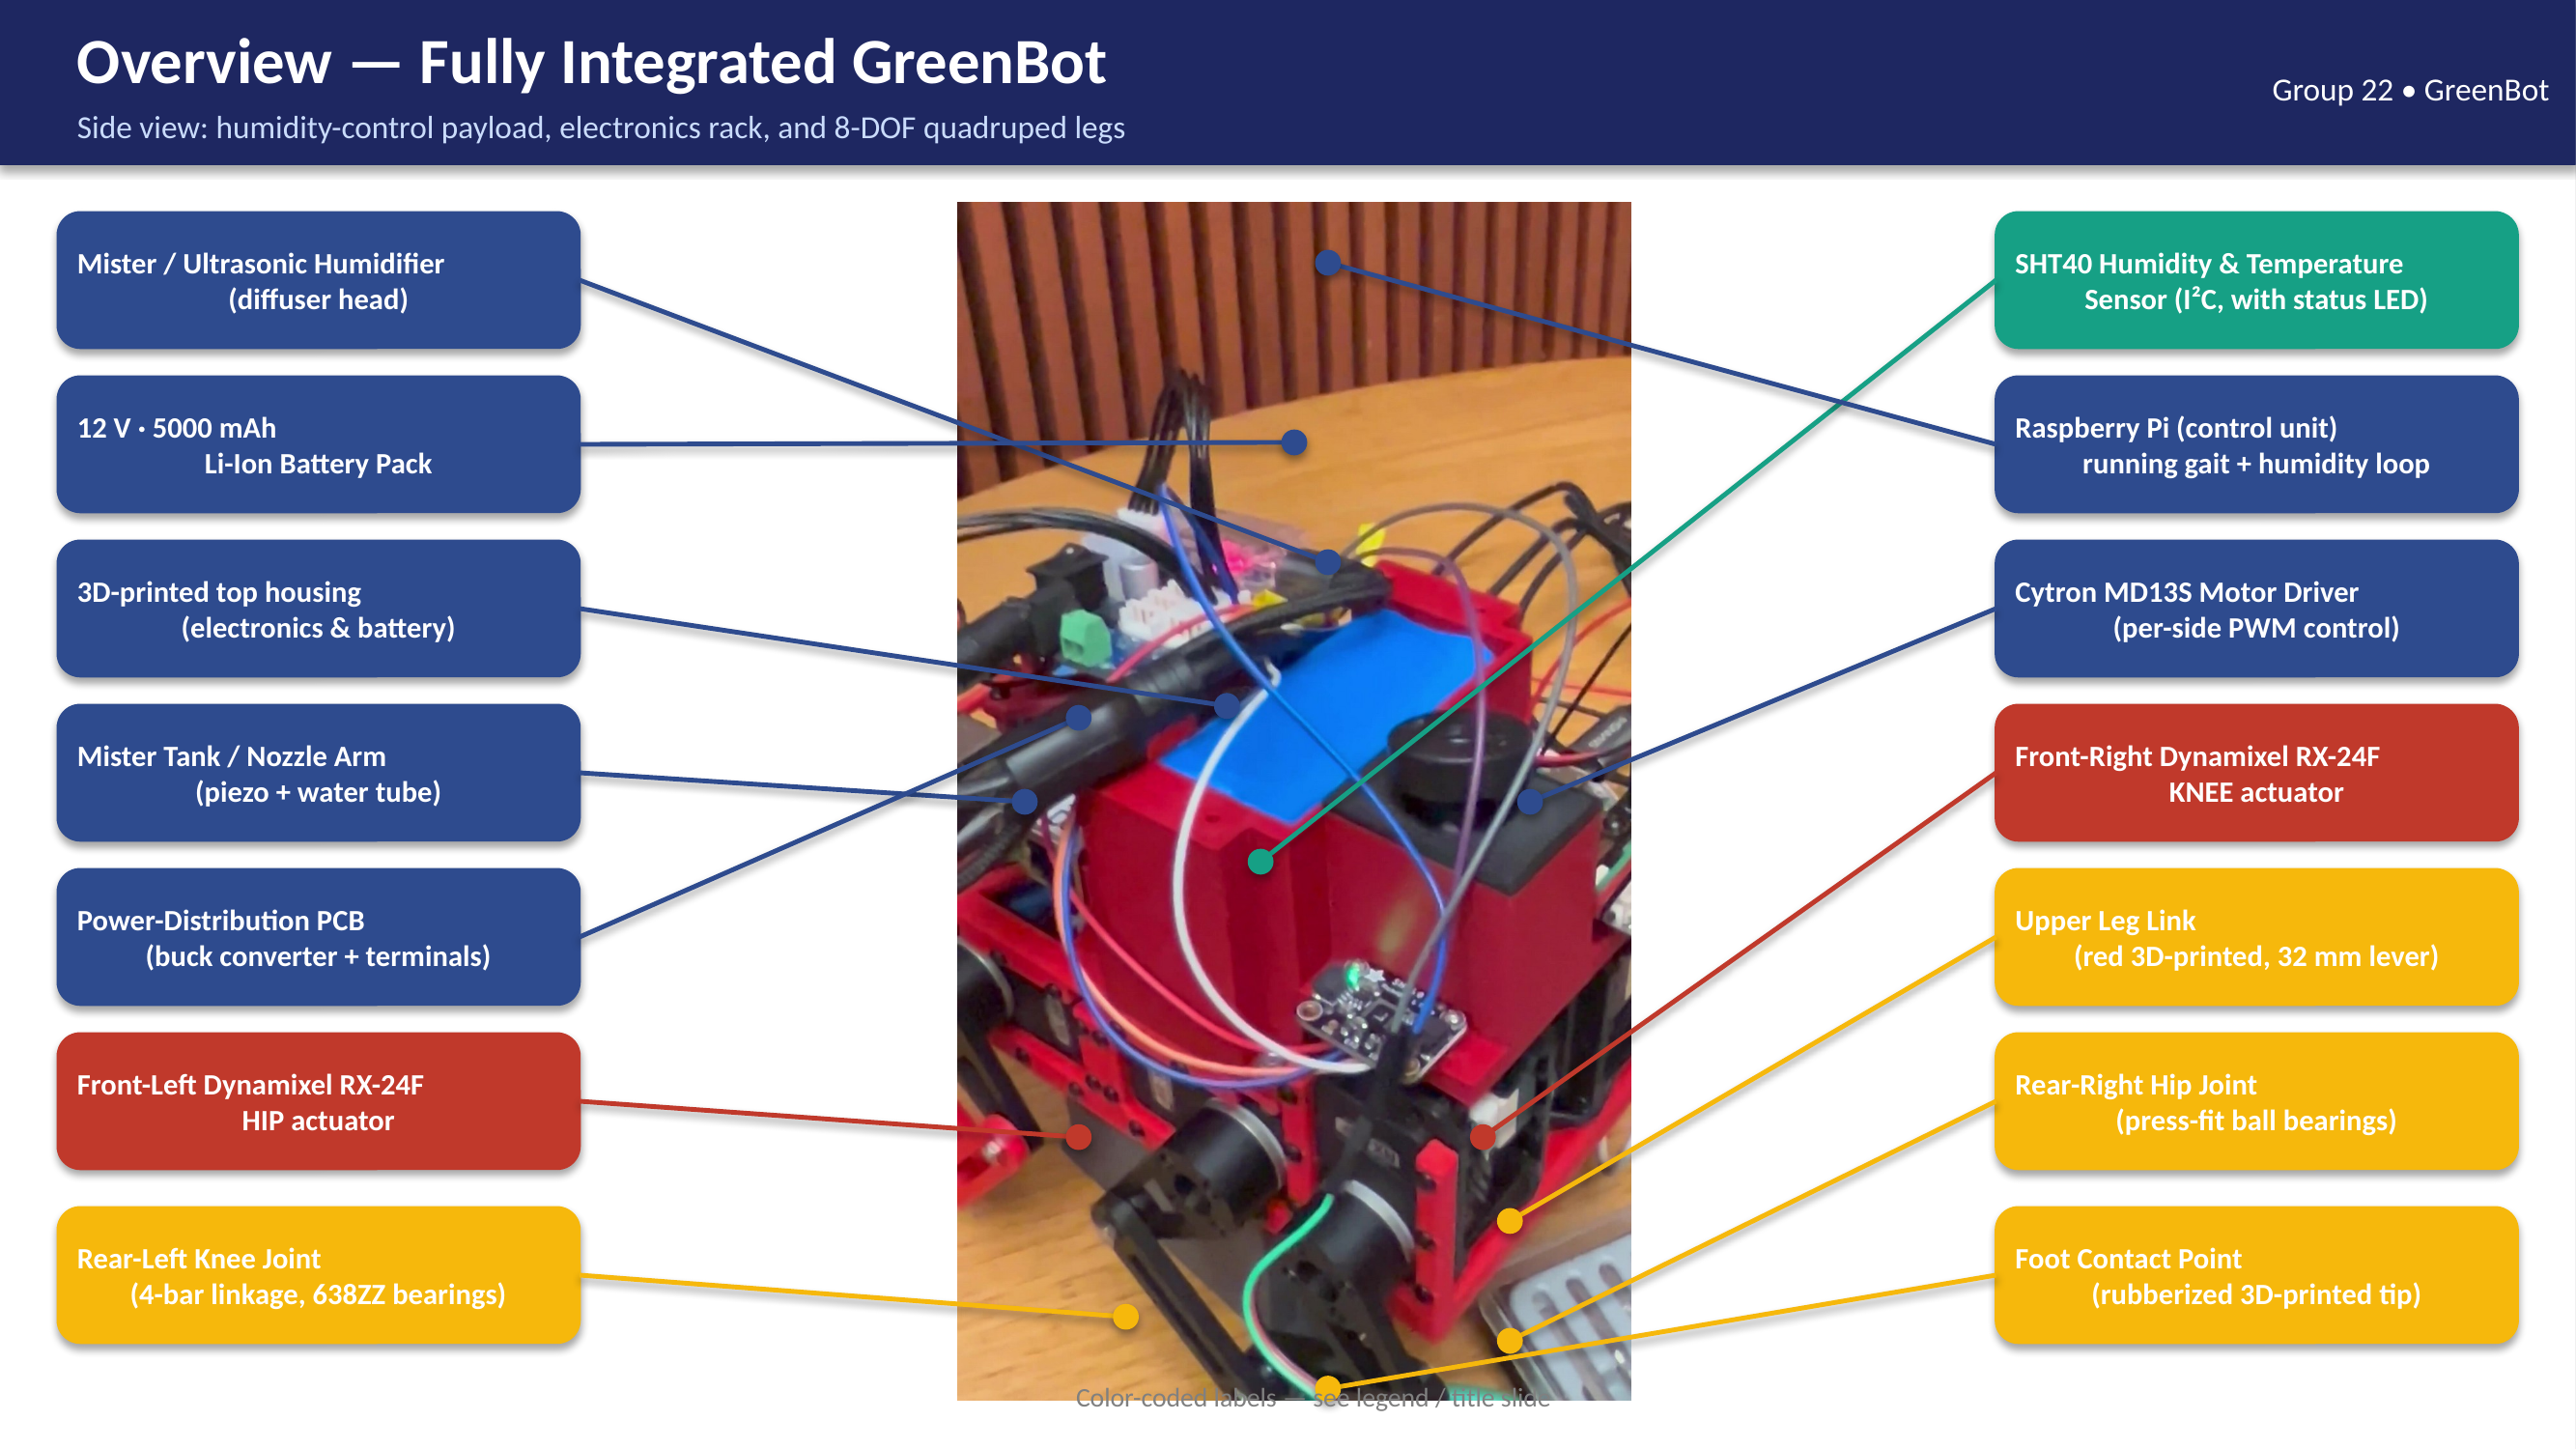 Overview — Fully Integrated GreenBot
Side view: humidity-control payload, electronics rack, and 8-DOF quadruped legs
Group 22 • GreenBot
Mister / Ultrasonic Humidifier
(diffuser head)
12 V · 5000 mAh
Li-Ion Battery Pack
3D-printed top housing
(electronics & battery)
Mister Tank / Nozzle Arm
(piezo + water tube)
Power-Distribution PCB
(buck converter + terminals)
Front-Left Dynamixel RX-24F
HIP actuator
Rear-Left Knee Joint
(4-bar linkage, 638ZZ bearings)
SHT40 Humidity & Temperature
Sensor (I²C, with status LED)
Raspberry Pi (control unit)
running gait + humidity loop
Cytron MD13S Motor Driver
(per-side PWM control)
Front-Right Dynamixel RX-24F
KNEE actuator
Upper Leg Link
(red 3D-printed, 32 mm lever)
Rear-Right Hip Joint
(press-fit ball bearings)
Foot Contact Point
(rubberized 3D-printed tip)
Color-coded labels — see legend / title slide